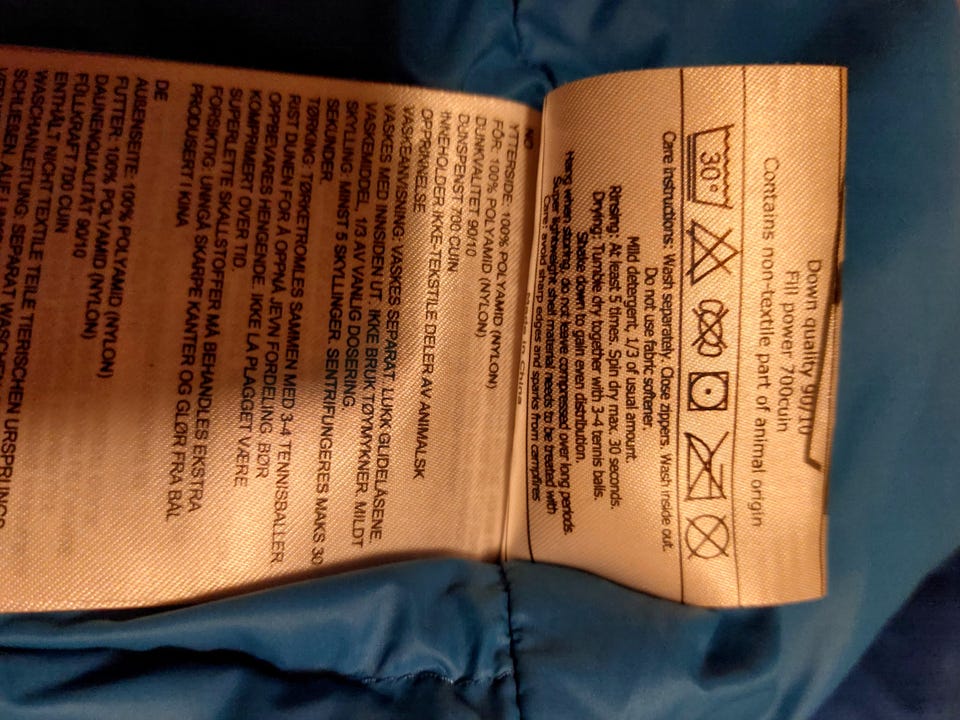 Down quality 90/10
Fill power 700cuin
Contains non-textile part of animal origin
30°
Care instructions: Wash separately. Close zippers. Wash inside out.
Do not use fabric softener.
Mild detergent, 1/3 of usual amount.
Rinsing: At least 5 times. Spin dry max. 30 seconds.
Drying: Tumble dry together with 3-4 tennis balls.
Shake down to gain even distribution.
Hang when storing, do not leave compressed over long periods.
Super lightweight shell material needs to be treated with
Care: avoid sharp edges and sparks from campfires
Made in China
NO
YTTERSIDE: 100% POLYAMID (NYLON)
FÔR: 100% POLYAMID (NYLON)
DUNKVALITET 90/10
DUNSPENST 700 CUIN
INNEHOLDER IKKE-TEKSTILE DELER AV ANIMALSK
OPPRINNELSE
VASKEANVISNING: VASKES SEPARAT. LUKK GLIDELÅSENE.
VASKES MED INNSIDEN UT. IKKE BRUK TØYMYKNER. MILDT
VASKEMIDDEL, 1/3 AV VANLIG DOSERING.
SKYLLING: MINST 5 SKYLLINGER. SENTRIFUNGERES MAKS 30
SEKUNDER.
TØRKING: TØRKETROMLES SAMMEN MED 3-4 TENNISBALLER
RIST DUNEN FOR Å OPPNÅ JEVN FORDELING. BØR
OPPBEVARES HENGENDE. IKKE LA PLAGGET VÆRE
KOMPRIMERT OVER TID.
SUPERLETTE SKALLSTOFFER MÅ BEHANDLES EKSTRA
FORSIKTIG: UNNGÅ SKARPE KANTER OG GLØR FRA BÅL
PRODUSERT I KINA
DE
AUßENSEITE: 100% POLYAMID (NYLON)
FUTTER: 100% POLYAMID (NYLON)
DAUNENQUALITÄT 90/10
FÜLLKRAFT 700 CUIN
ENTHÄLT NICHT TEXTILE TEILE TIERISCHEN URSPRUNGS
WASCHANLEITUNG: SEPARAT WASCHEN